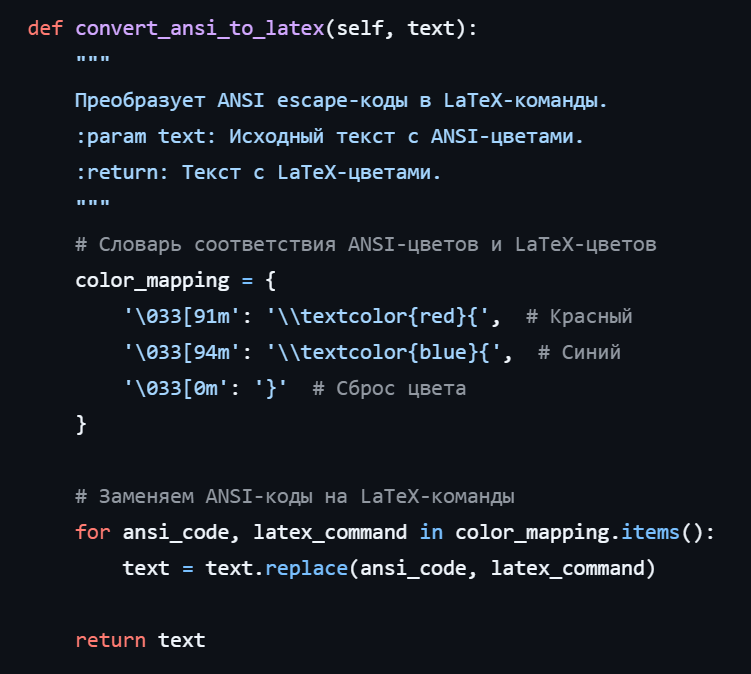 def convert_ansi_to_latex(self, text):
    """
    Преобразует ANSI escape-коды в LaTeX-команды.
    :param text: Исходный текст с ANSI-цветами.
    :return: Текст с LaTeX-цветами.
    """
    # Словарь соответствия ANSI-цветов и LaTeX-цветов
    color_mapping = {
        '\033[91m': '\\textcolor{red}{',  # Красный
        '\033[94m': '\\textcolor{blue}{',  # Синий
        '\033[0m': '}'  # Сброс цвета
    }

    # Заменяем ANSI-коды на LaTeX-команды
    for ansi_code, latex_command in color_mapping.items():
        text = text.replace(ansi_code, latex_command)

    return text